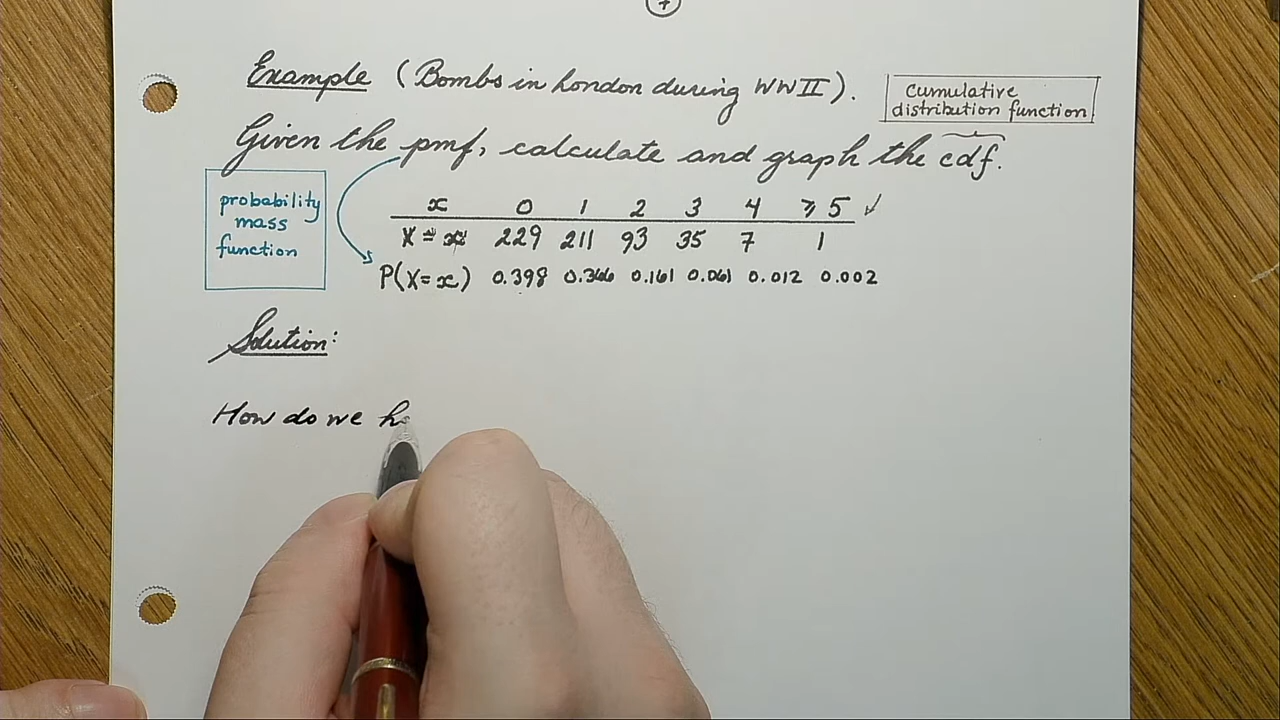 7
Example (Bombs in London during WWII).
Cumulative
distribution function
Given the pmf, calculate and graph the cdf.
probability
mass
function
x 0 1 2 3 4 ⩾ 5 ✓
X = x 229 211 93 35 7 1
P(X=x) 0.398 0.366 0.161 0.061 0.012 0.002
Solution:
How do we h